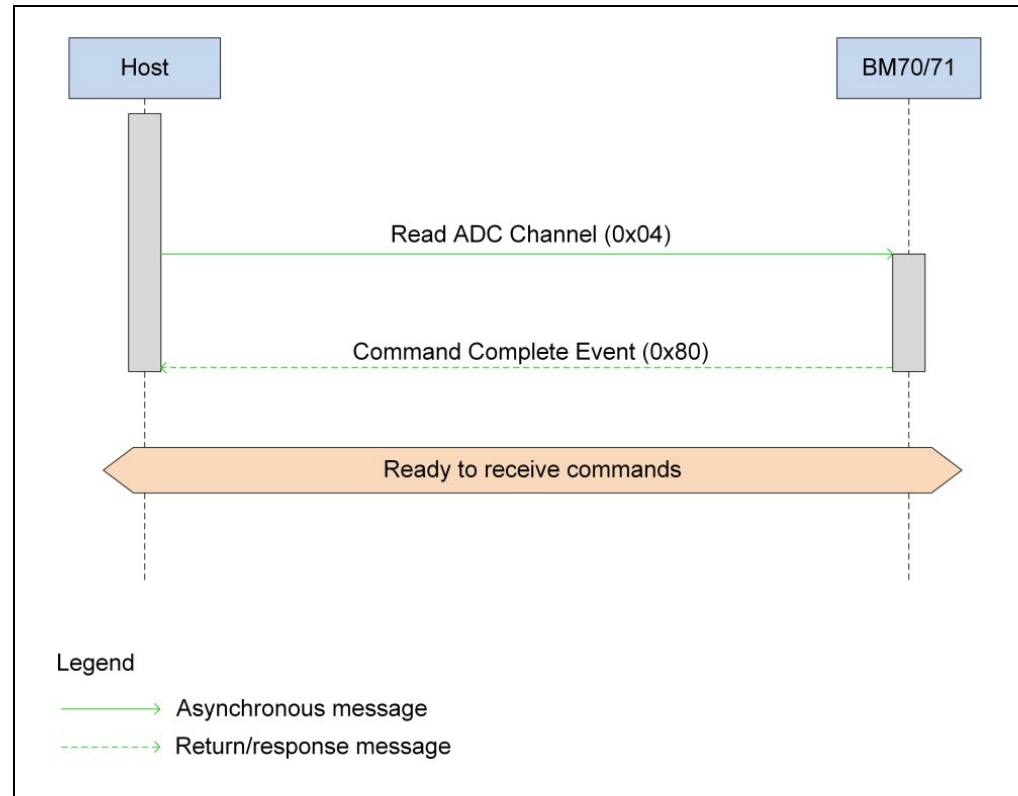 Host
BM70/71
Read ADC Channel (0x04)
Command Complete Event (0x80)
Ready to receive commands
Legend
Asynchronous message
Return/response message